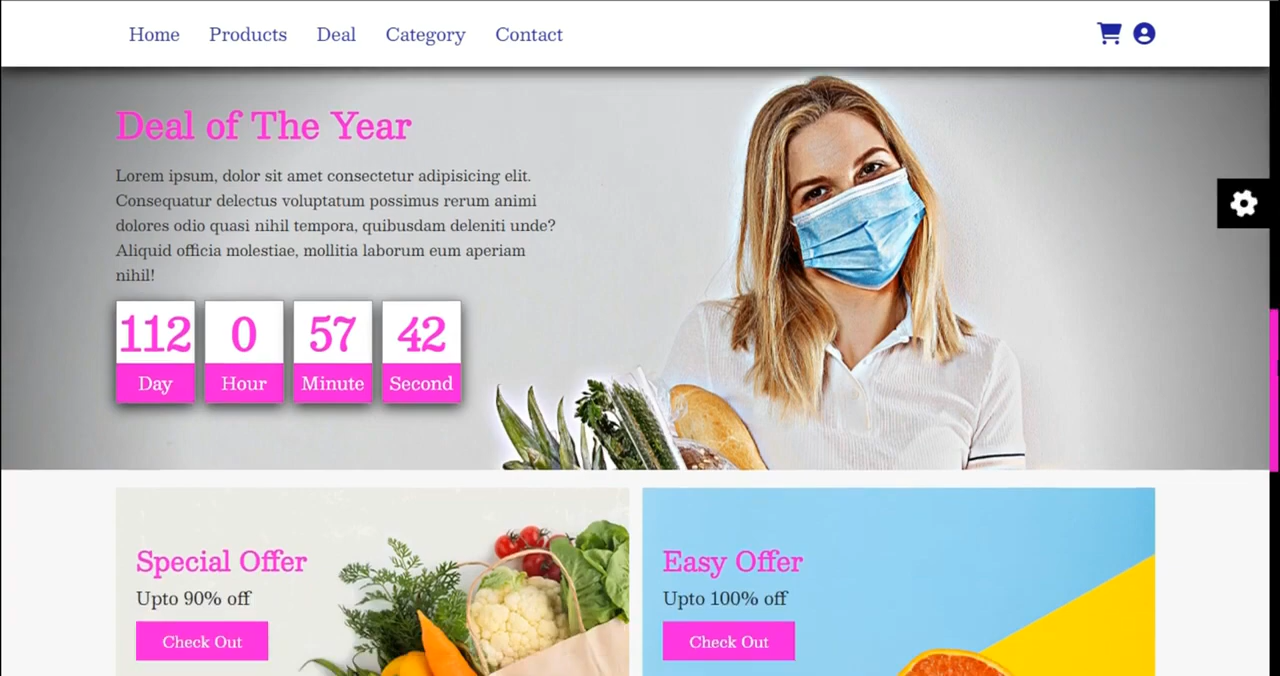 Home Products Deal Category Contact
Deal of The Year
Lorem ipsum, dolor sit amet consectetur adipisicing elit.
Consequatur delectus voluptatum possimus rerum animi
dolores odio quasi nihil tempora, quibusdam deleniti unde?
Aliquid officia molestiae, mollitia laborum eum aperiam
nihil!
112 0 57 42
Day Hour Minute Second
Special Offer
Upto 90% off
Check Out
Easy Offer
Upto 100% off
Check Out